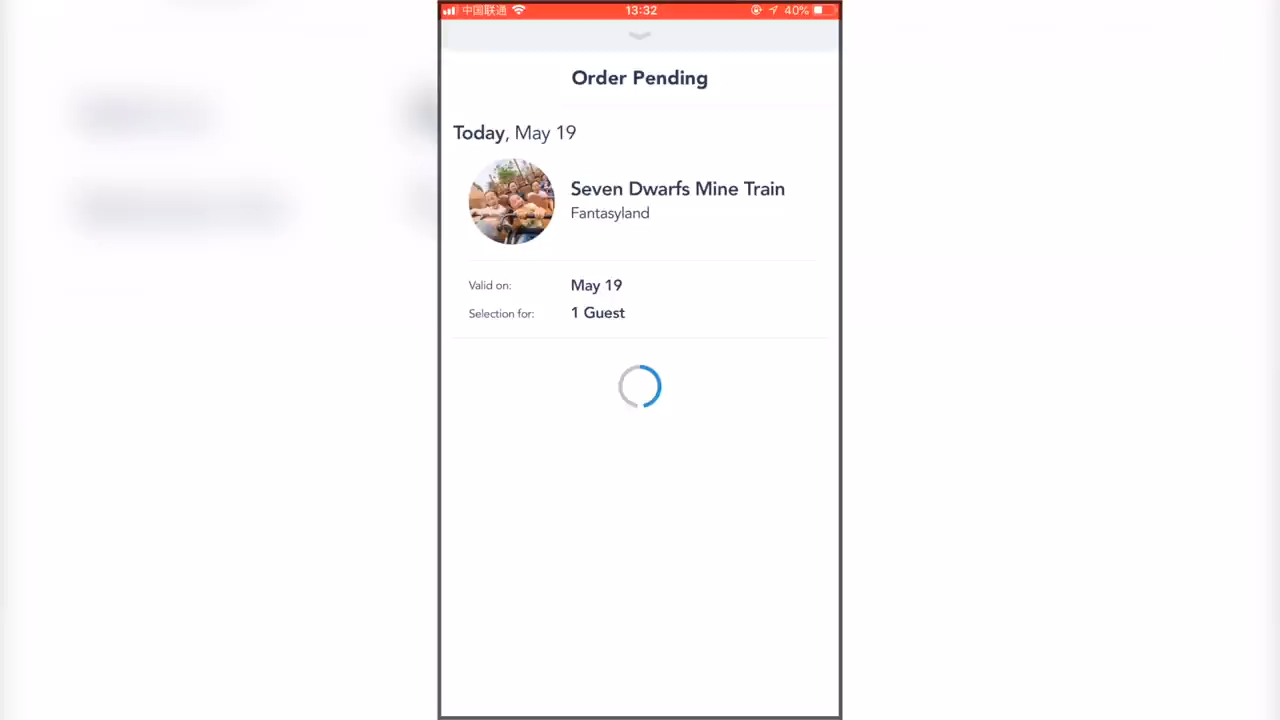 中国联通 13:32 40%
Order Pending
Today, May 19
Seven Dwarfs Mine Train
Fantasyland
Valid on: May 19
Selection for: 1 Guest